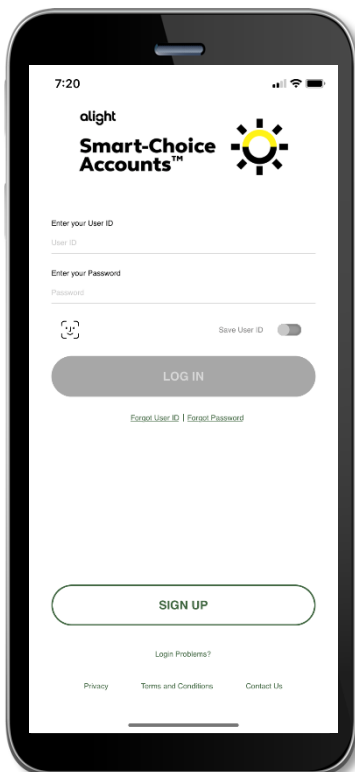 7:20
alight
Smart-Choice
Accounts™
Enter your User ID
User ID
Enter your Password
Password
Save User ID
LOG IN
Forgot User ID | Forgot Password
SIGN UP
Login Problems?
Privacy Terms and Conditions Contact Us